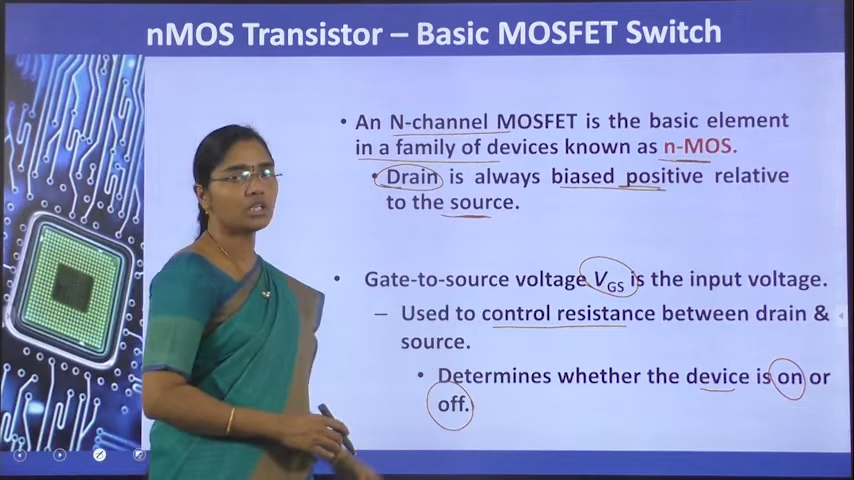 nMOS Transistor – Basic MOSFET Switch
• An N-channel MOSFET is the basic element
in a family of devices known as n-MOS.
• Drain is always biased positive relative
to the source.
• Gate-to-source voltage VGS is the input voltage.
– Used to control resistance between drain &
source.
• Determines whether the device is on or
off.